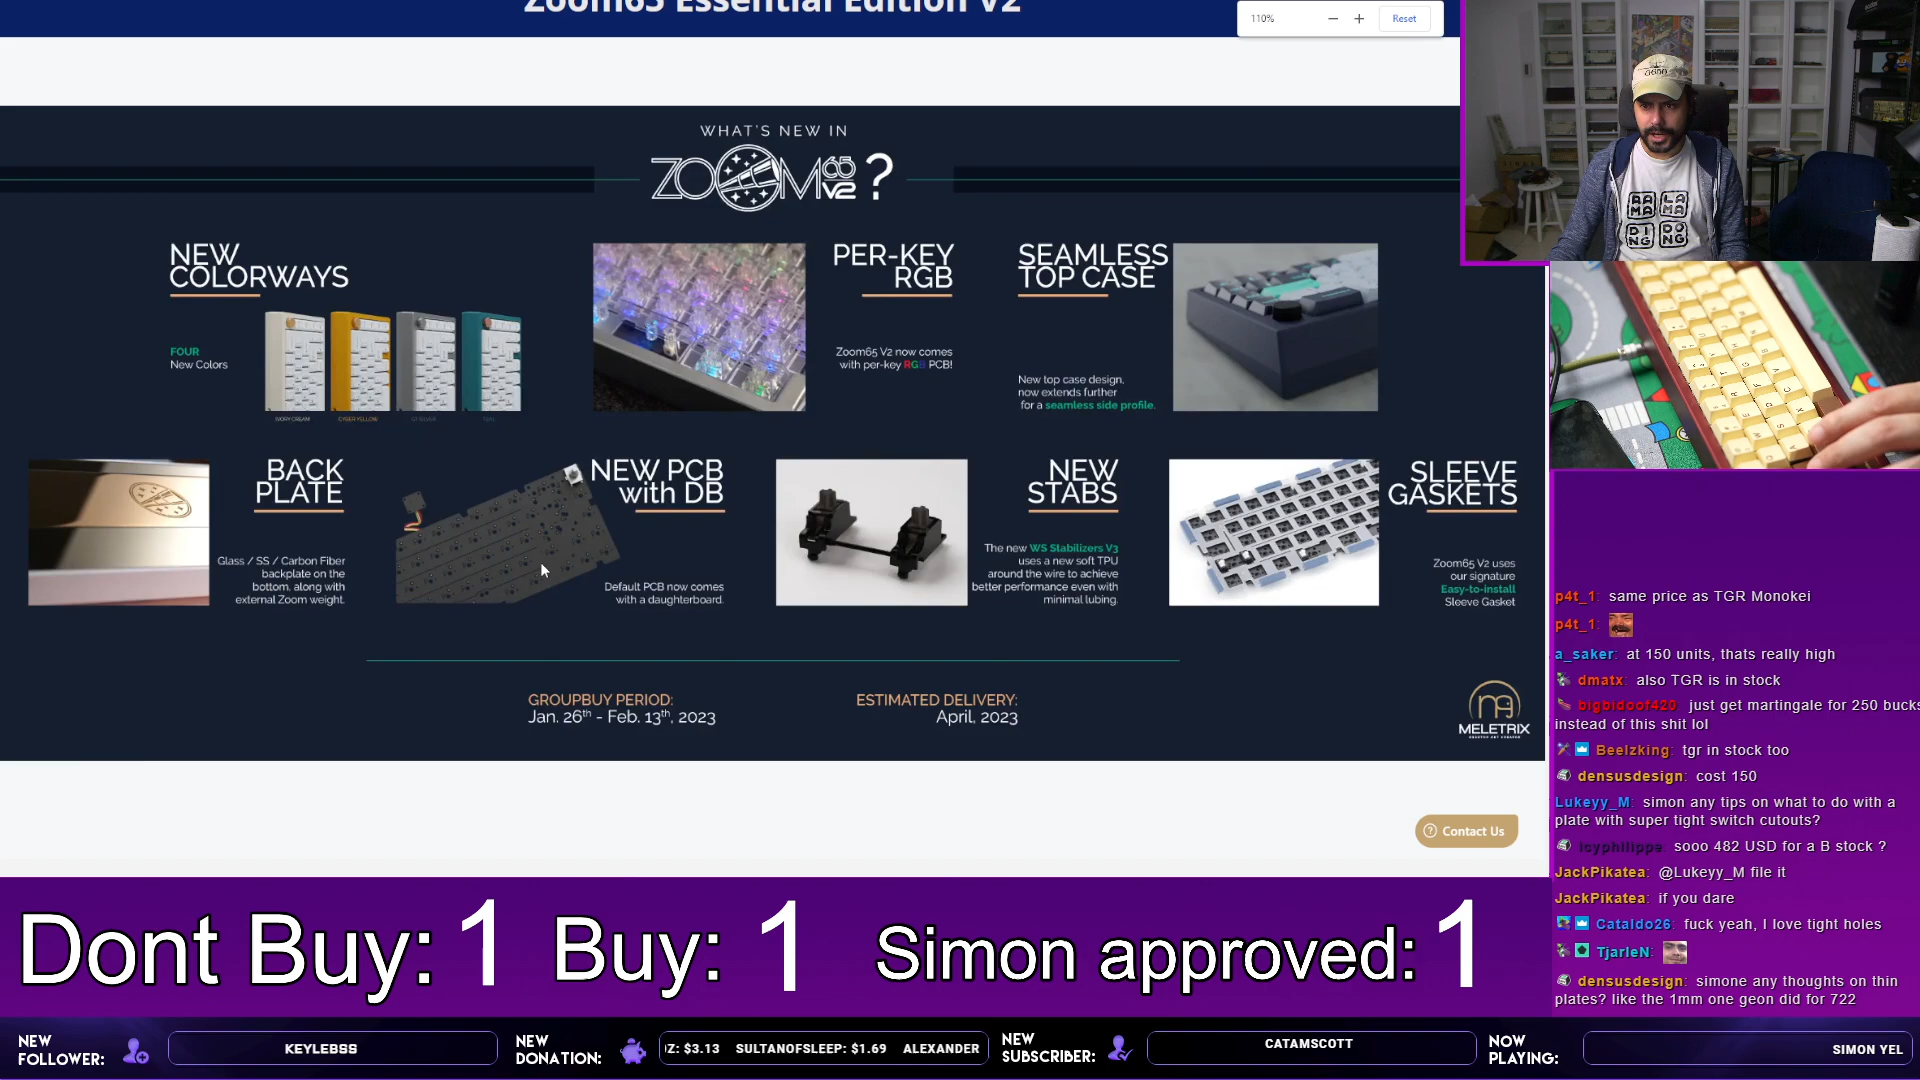 Zoom65 Essential Edition V2
110%
Reset
WHAT'S NEW IN
ZOOM65 V2 ?
NEW
COLORWAYS
FOUR
New Colors
IVORY CREAM
CYBER YELLOW
TEAL
PER-KEY
RGB
Zoom65 V2 now comes
with per-key RGB PCB!
SEAMLESS
TOP CASE
New top case design,
now extends further
for a seamless side profile.
BACK
PLATE
Glass / SS / Carbon Fiber
backplate on the
bottom, along with
external Zoom weight.
NEW PCB
with DB
Default PCB now comes
with a daughterboard.
NEW
STABS
The new WS Stabilizers V3
uses a new soft TPU
around the wire to achieve
better performance even with
minimal lubing.
SLEEVE
GASKETS
Zoom65 V2 uses
our signature
Easy-to-install
Sleeve Gasket
GROUPBUY PERIOD:
Jan. 26th - Feb. 13th, 2023
ESTIMATED DELIVERY:
April, 2023
MELETRIX
Contact Us
RAMA LAMA
DING DONG
p4t_1: same price as TGR Monokei
p4t_1:
a_saker: at 150 units, thats really high
dmatx: also TGR is in stock
bigbidoof420: just get martingale for 250 bucks
instead of this shit lol
Beelzking: tgr in stock too
densusdesign: cost 150
Lukeyy_M: simon any tips on what to do with a
plate with super tight switch cutouts?
icyphilippe: sooo 482 USD for a B stock ?
JackPikatea: @Lukeyy_M file it
JackPikatea: if you dare
Cataldo26: fuck yeah, I love tight holes
TjarleN:
densusdesign: simone any thoughts on thin
plates? like the 1mm one geon did for 722
Dont Buy: 1 Buy: 1 Simon approved: 1
NEW
FOLLOWER:
KEYLEBSS
NEW
DONATION:
Z: $3.13 SULTANOFSLEEP: $1.69 ALEXANDER
NEW
SUBSCRIBER:
CATAMSCOTT
NOW
PLAYING:
SIMON YEL